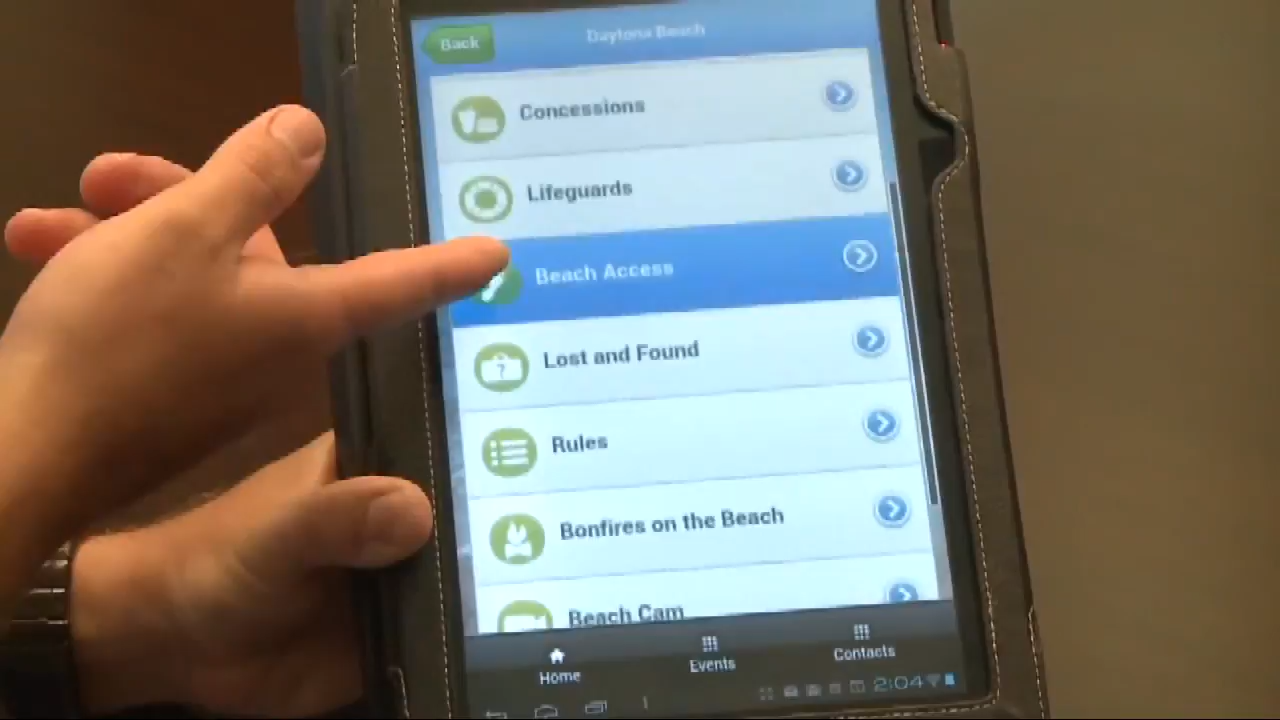 Back
Daytona Beach
Concessions
Lifeguards
Beach Access
Lost and Found
?
Rules
Bonfires on the Beach
Beach Cam
Home
Events
Contacts
2:04